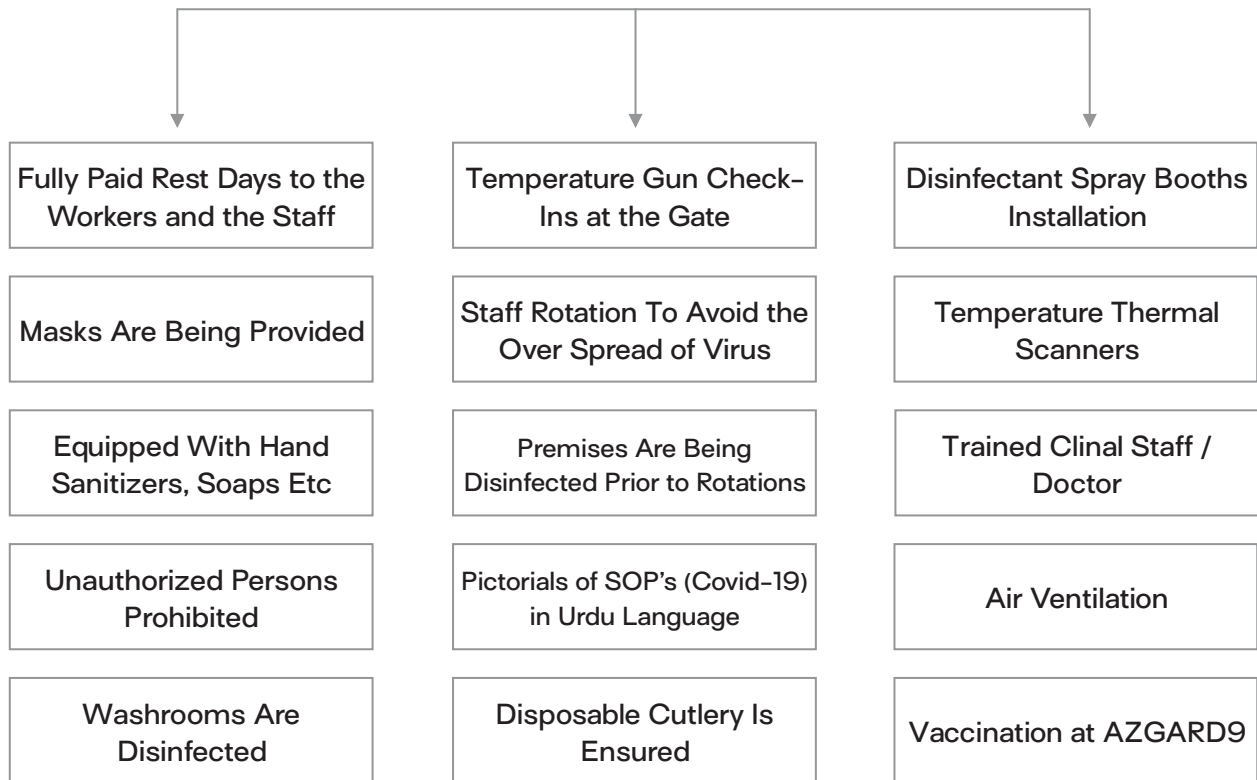 Fully Paid Rest Days to the
Workers and the Staff
Masks Are Being Provided
Equipped With Hand
Sanitizers, Soaps Etc
Unauthorized Persons
Prohibited
Washrooms Are
Disinfected
Temperature Gun Check-
Ins at the Gate
Staff Rotation To Avoid the
Over Spread of Virus
Premises Are Being
Disinfected Prior to Rotations
Pictorials of SOP's (Covid-19)
in Urdu Language
Disposable Cutlery Is
Ensured
Disinfectant Spray Booths
Installation
Temperature Thermal
Scanners
Trained Clinal Staff /
Doctor
Air Ventilation
Vaccination at AZGARD9